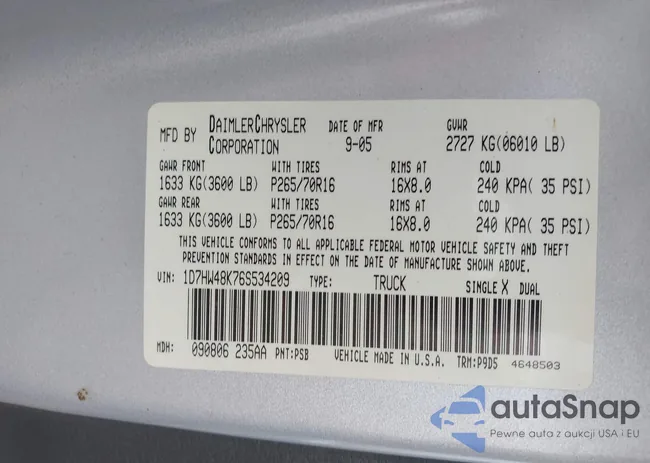 MFD BY DAIMLERCHRYSLER CORPORATION DATE OF MFR 9-05 GVWR 2727 KG(06010 LB)
GAWR FRONT WITH TIRES RIMS AT COLD
1633 KG(3600 LB) P265/70R16 16X8.0 240 KPA( 35 PSI)
GAWR REAR WITH TIRES RIMS AT COLD
1633 KG(3600 LB) P265/70R16 16X8.0 240 KPA( 35 PSI)
THIS VEHICLE CONFORMS TO ALL APPLICABLE FEDERAL MOTOR VEHICLE SAFETY AND THEFT
PREVENTION STANDARDS IN EFFECT ON THE DATE OF MANUFACTURE SHOWN ABOVE.
VIN: 1D7HW48K76S534209 TYPE: TRUCK SINGLE X DUAL
MDH: 090806 235AA PNT:PSB VEHICLE MADE IN U.S.A. TRM:P9D5 4648503
autaSnap
Pewne auta z aukcji USA i EU